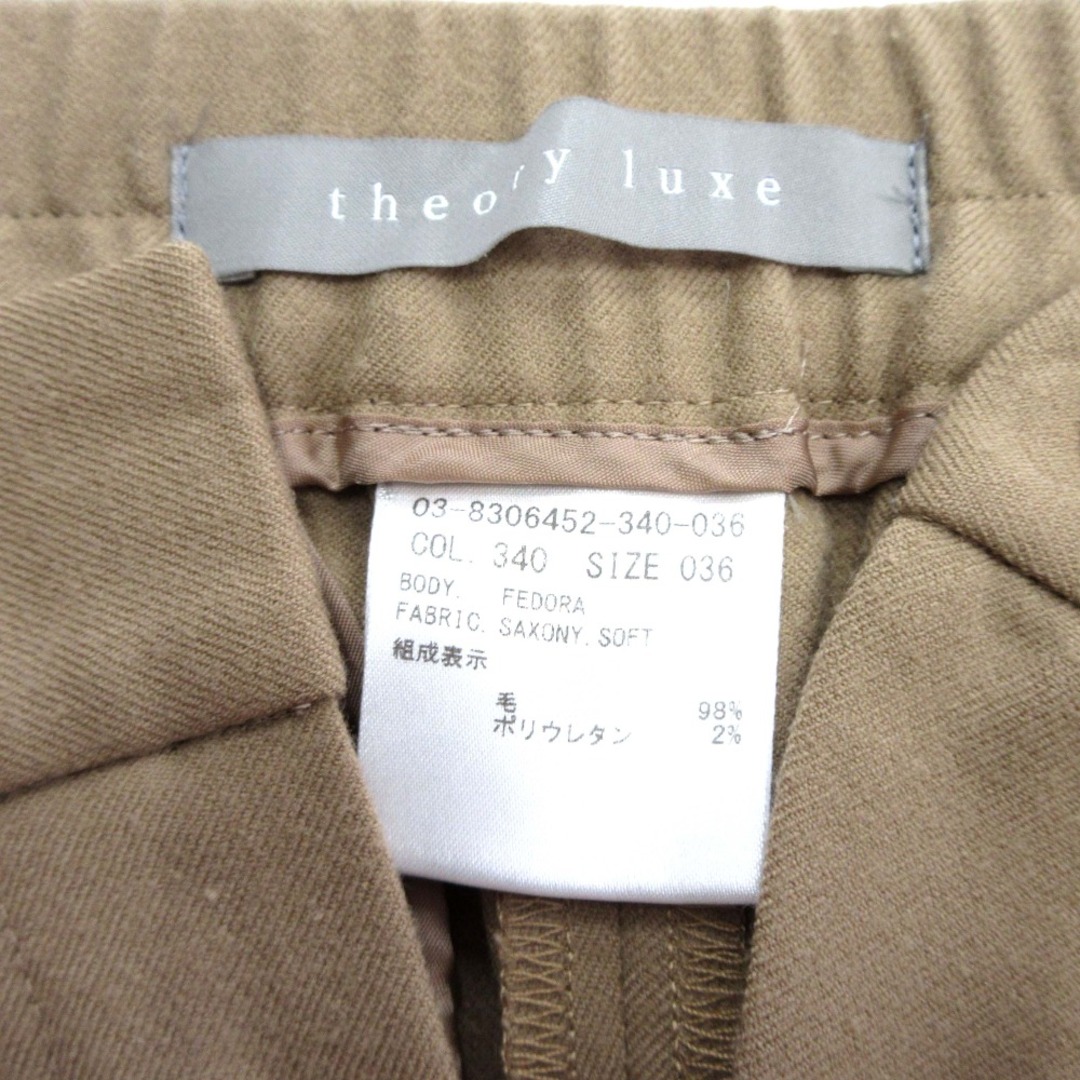 theory luxe
03-8306452-340-036
COL. 340 SIZE 036
BODY. FEDORA
FABRIC. SAXONY.SOFT
組成表示
毛 98%
ポリウレタン 2%